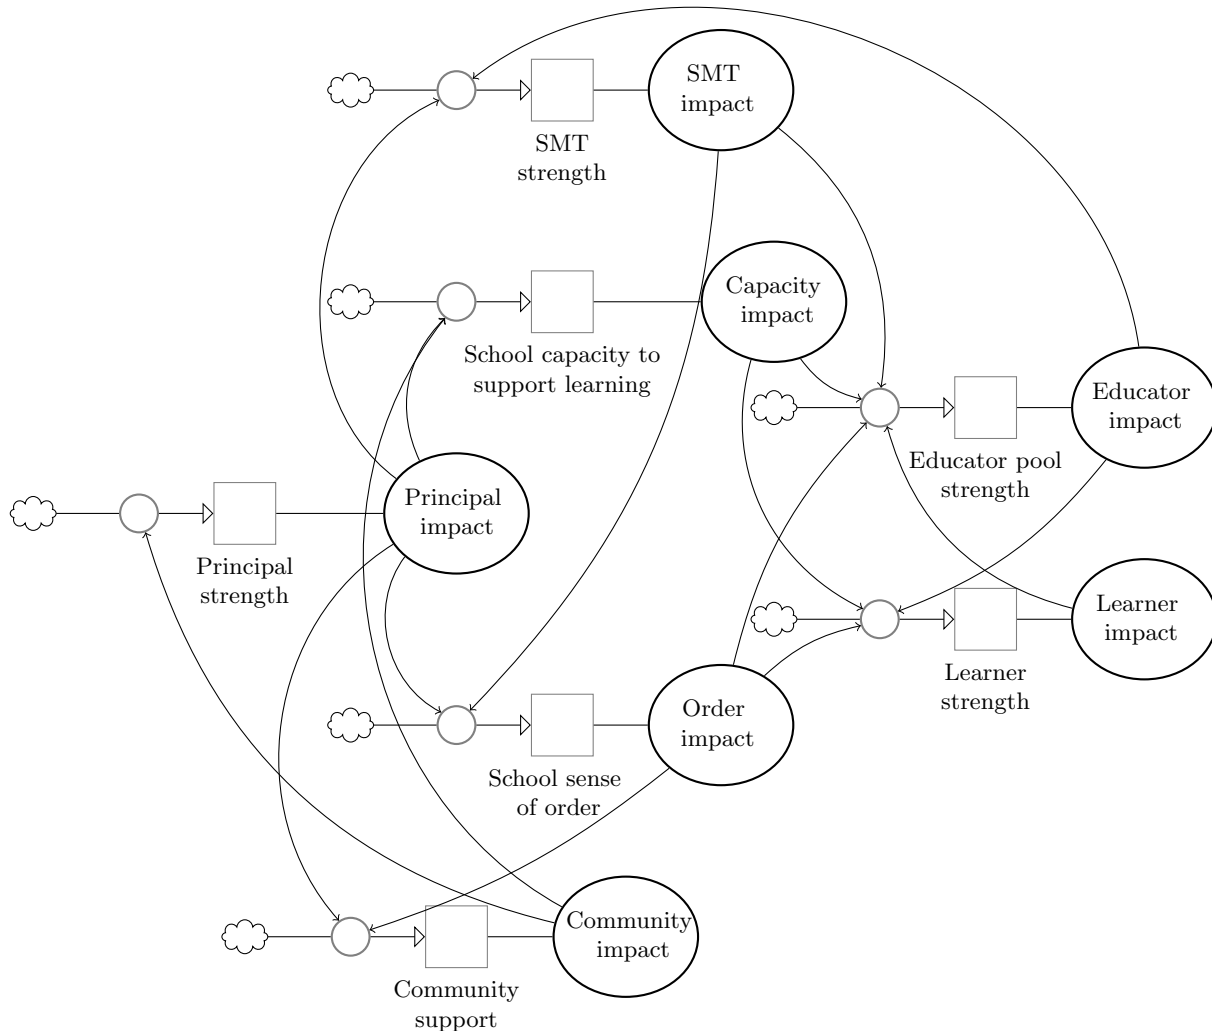 SMT
impact
SMT
strength
Capacity
impact
School capacity to
support learning
Educator
impact
Educator pool
strength
Principal
impact
Principal
strength
Learner
impact
Learner
strength
Order
impact
School sense
of order
Community
impact
Community
support